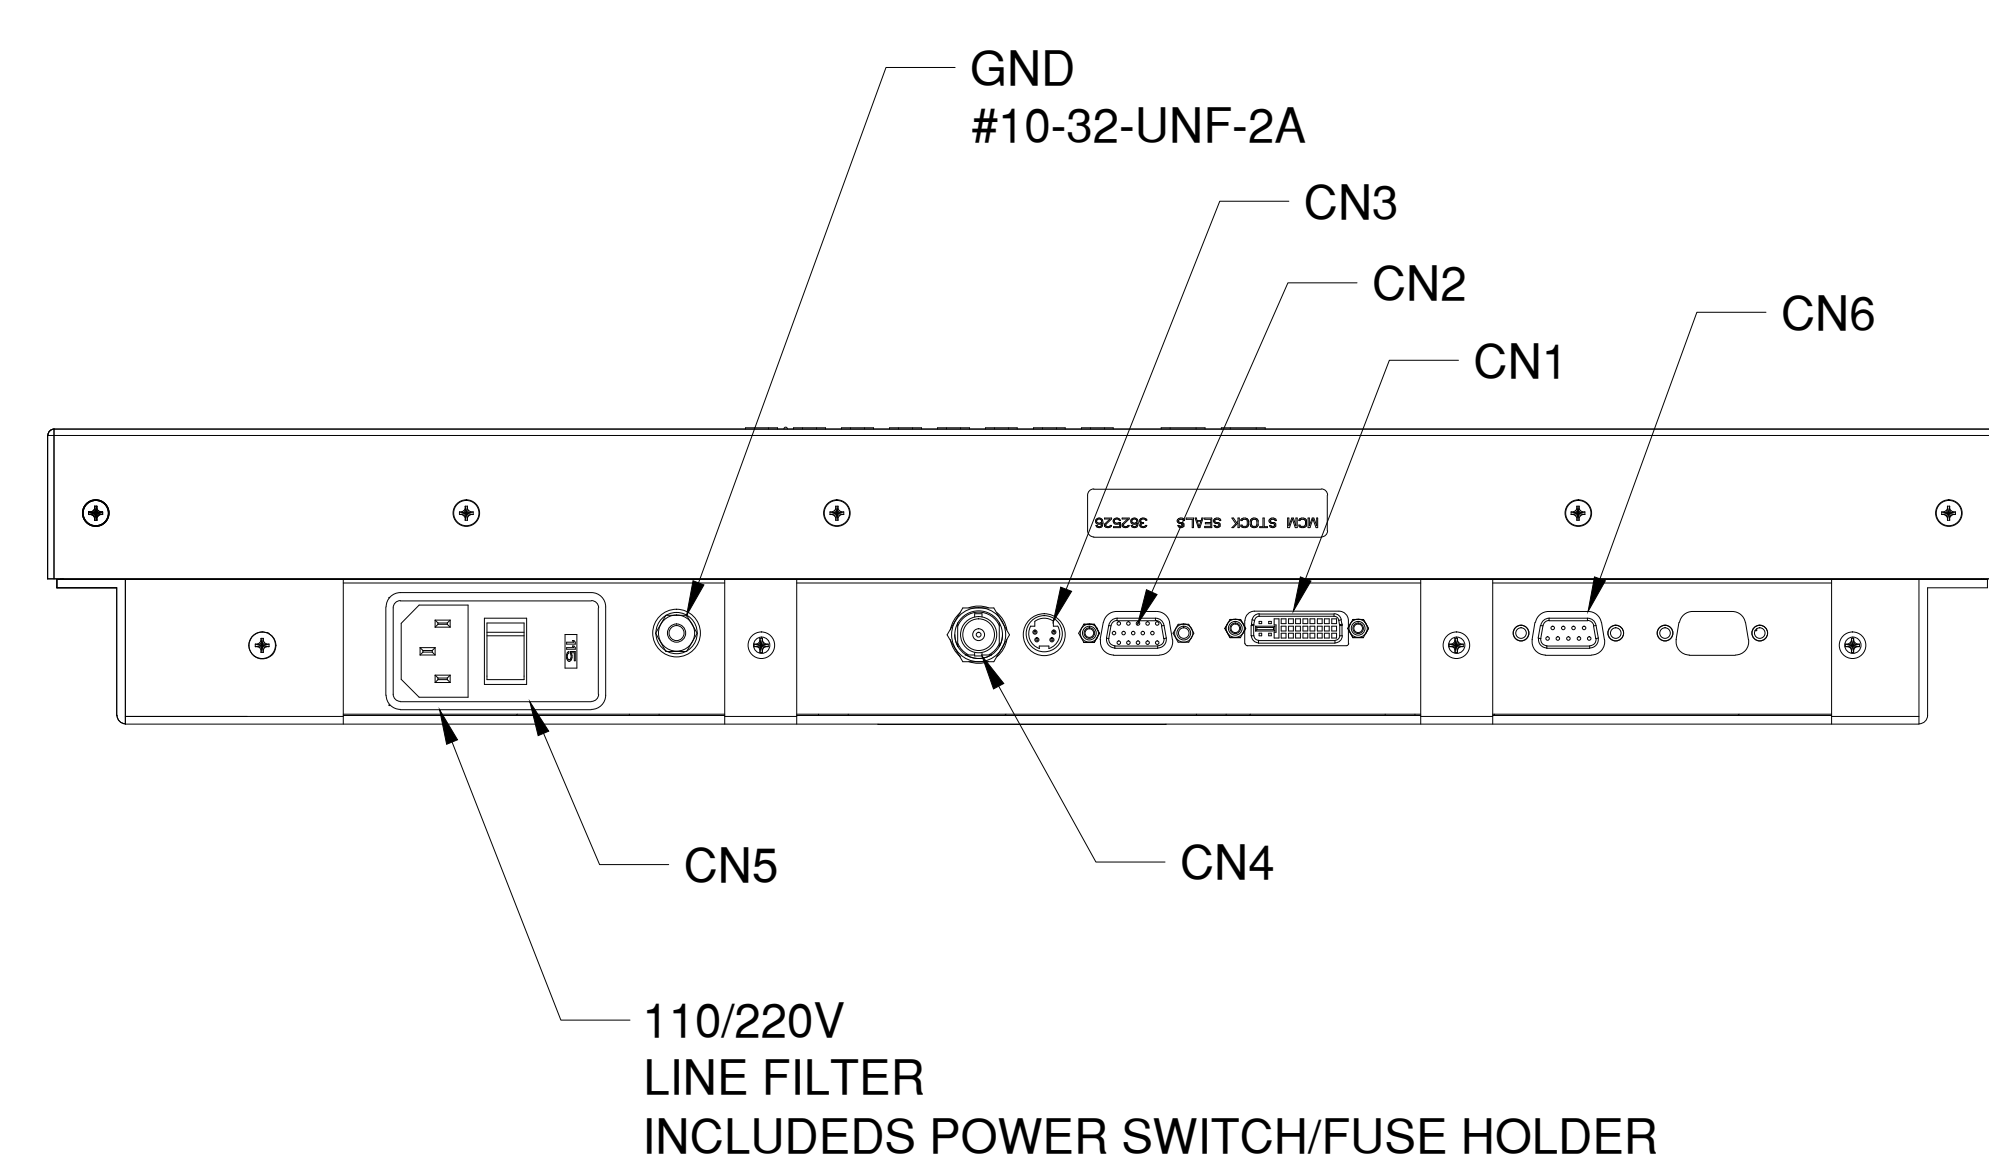 GND
#10-32-UNF-2A
CN3
CN2
CN6
CN1
MCM STOCK SEALS 362526
115
CN5
CN4
110/220V
LINE FILTER
INCLUDEDS POWER SWITCH/FUSE HOLDER